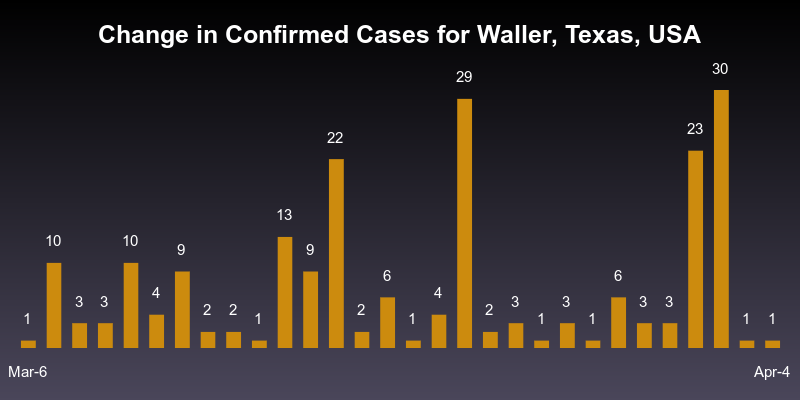 Change in Confirmed Cases for Waller, Texas, USA
1 10 3 3 10 4 9 2 2 1 13 9 22 2 6 1 4 29 2 3 1 3 1 6 3 3 23 30 1 1
Mar-6 Apr-4